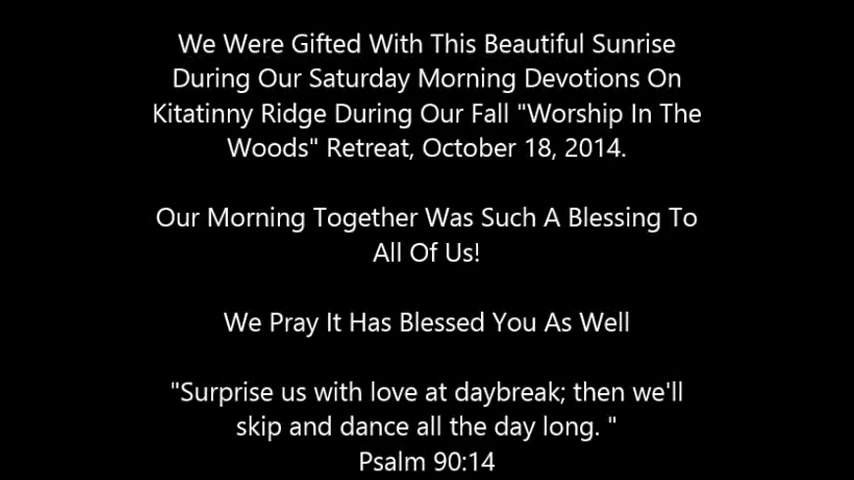 We Were Gifted With This Beautiful Sunrise
During Our Saturday Morning Devotions On
Kitatinny Ridge During Our Fall "Worship In The
Woods" Retreat, October 18, 2014.
Our Morning Together Was Such A Blessing To
All Of Us!
We Pray It Has Blessed You As Well
"Surprise us with love at daybreak; then we'll
skip and dance all the day long. "
Psalm 90:14